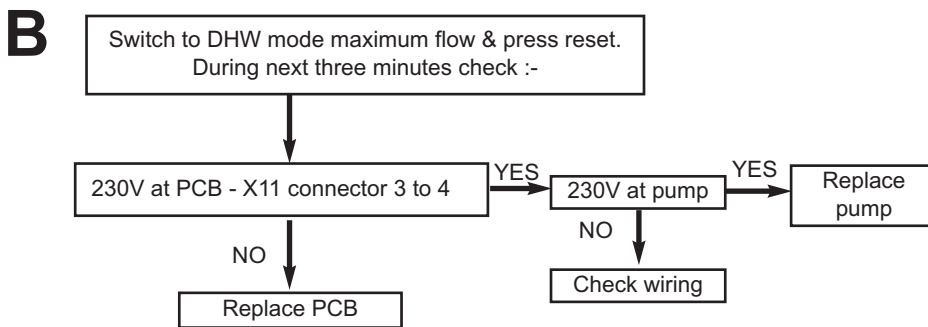 B
Switch to DHW mode maximum flow & press reset.
During next three minutes check :-
230V at PCB - X11 connector 3 to 4
YES
230V at pump
YES
Replace
pump
NO
NO
Check wiring
Replace PCB